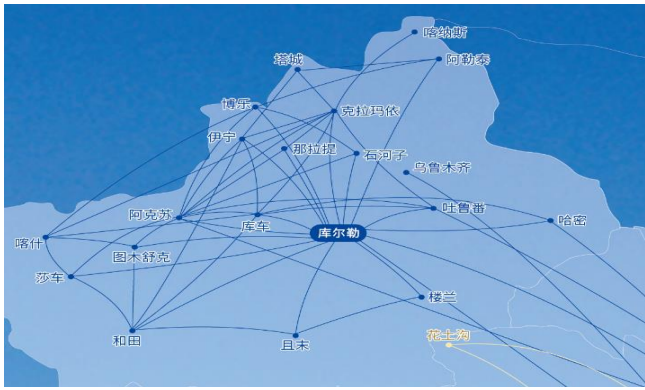 喀纳斯
塔城
阿勒泰
博乐
克拉玛依
伊宁
那拉提
石河子
乌鲁木齐
阿克苏
库车
吐鲁番
哈密
喀什
库尔勒
图木舒克
莎车
楼兰
和田
且末
花土沟